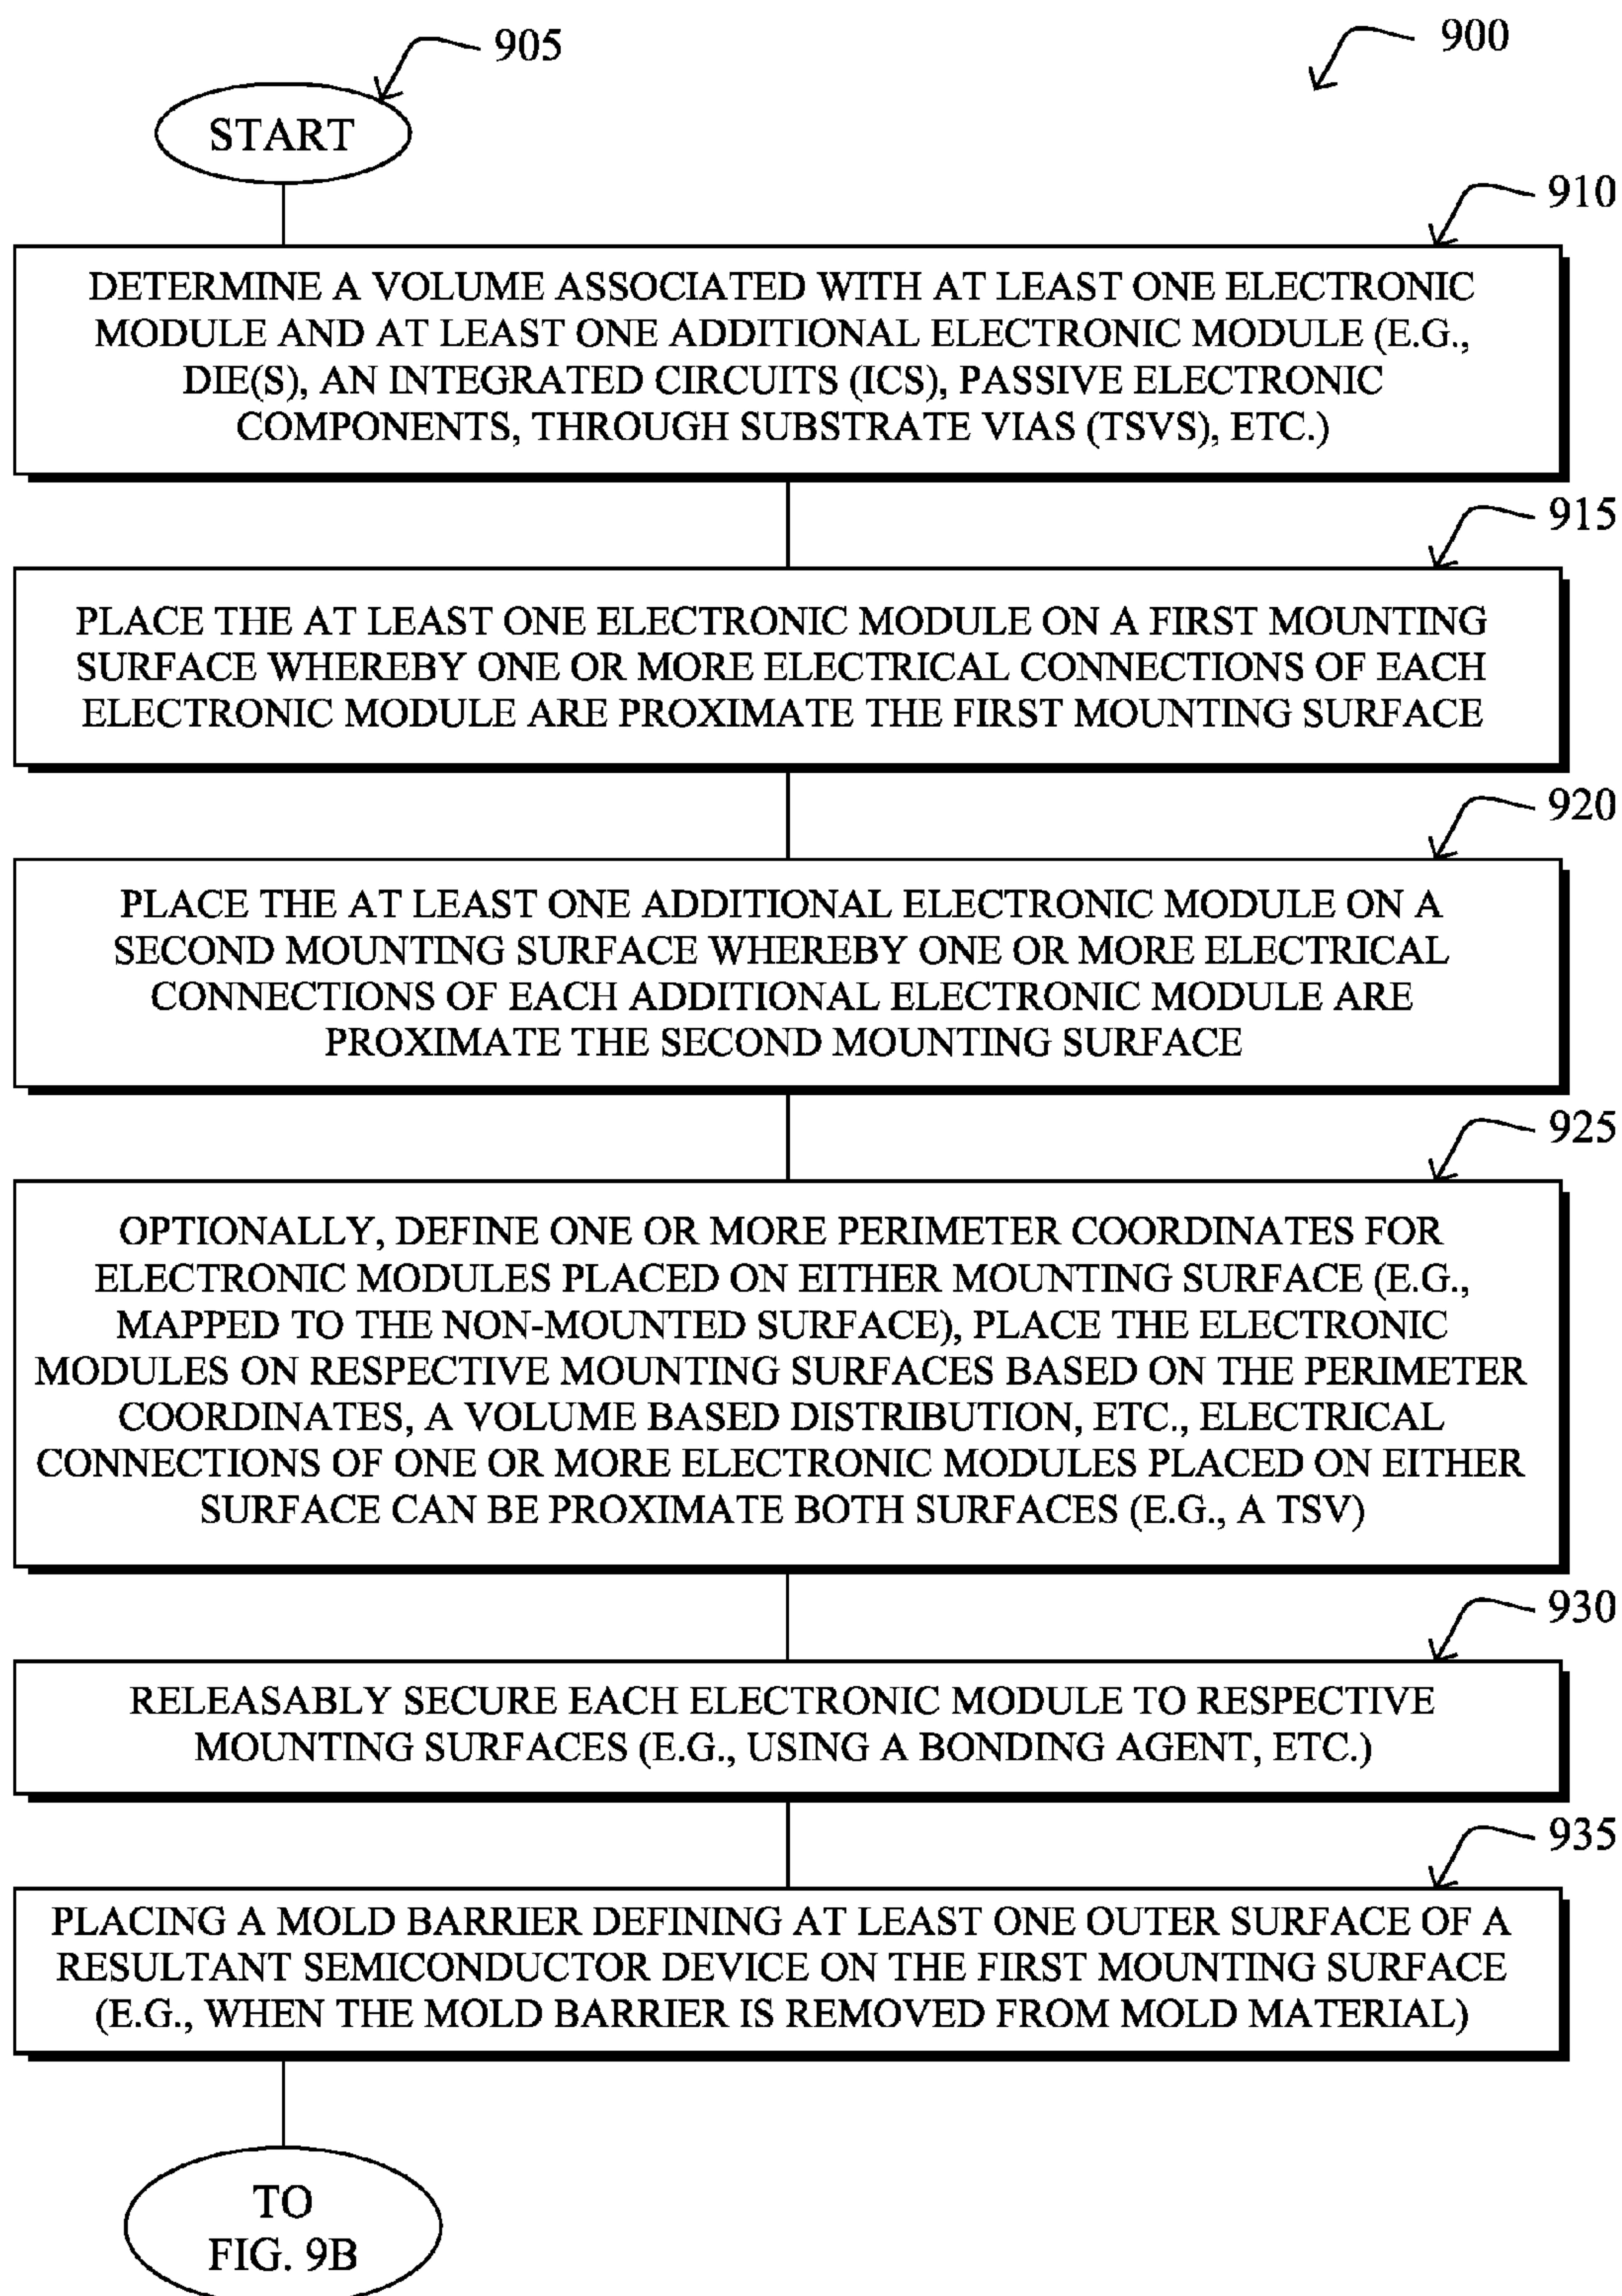 905
900
START
910
DETERMINE A VOLUME ASSOCIATED WITH AT LEAST ONE ELECTRONIC
MODULE AND AT LEAST ONE ADDITIONAL ELECTRONIC MODULE (E.G.,
DIE(S), AN INTEGRATED CIRCUITS (ICS), PASSIVE ELECTRONIC
COMPONENTS, THROUGH SUBSTRATE VIAS (TSVS), ETC.)
915
PLACE THE AT LEAST ONE ELECTRONIC MODULE ON A FIRST MOUNTING
SURFACE WHEREBY ONE OR MORE ELECTRICAL CONNECTIONS OF EACH
ELECTRONIC MODULE ARE PROXIMATE THE FIRST MOUNTING SURFACE
920
PLACE THE AT LEAST ONE ADDITIONAL ELECTRONIC MODULE ON A
SECOND MOUNTING SURFACE WHEREBY ONE OR MORE ELECTRICAL
CONNECTIONS OF EACH ADDITIONAL ELECTRONIC MODULE ARE
PROXIMATE THE SECOND MOUNTING SURFACE
925
OPTIONALLY, DEFINE ONE OR MORE PERIMETER COORDINATES FOR
ELECTRONIC MODULES PLACED ON EITHER MOUNTING SURFACE (E.G.,
MAPPED TO THE NON-MOUNTED SURFACE), PLACE THE ELECTRONIC
MODULES ON RESPECTIVE MOUNTING SURFACES BASED ON THE PERIMETER
COORDINATES, A VOLUME BASED DISTRIBUTION, ETC., ELECTRICAL
CONNECTIONS OF ONE OR MORE ELECTRONIC MODULES PLACED ON EITHER
SURFACE CAN BE PROXIMATE BOTH SURFACES (E.G., A TSV)
930
RELEASABLY SECURE EACH ELECTRONIC MODULE TO RESPECTIVE
MOUNTING SURFACES (E.G., USING A BONDING AGENT, ETC.)
935
PLACING A MOLD BARRIER DEFINING AT LEAST ONE OUTER SURFACE OF A
RESULTANT SEMICONDUCTOR DEVICE ON THE FIRST MOUNTING SURFACE
(E.G., WHEN THE MOLD BARRIER IS REMOVED FROM MOLD MATERIAL)
TO
FIG. 9B